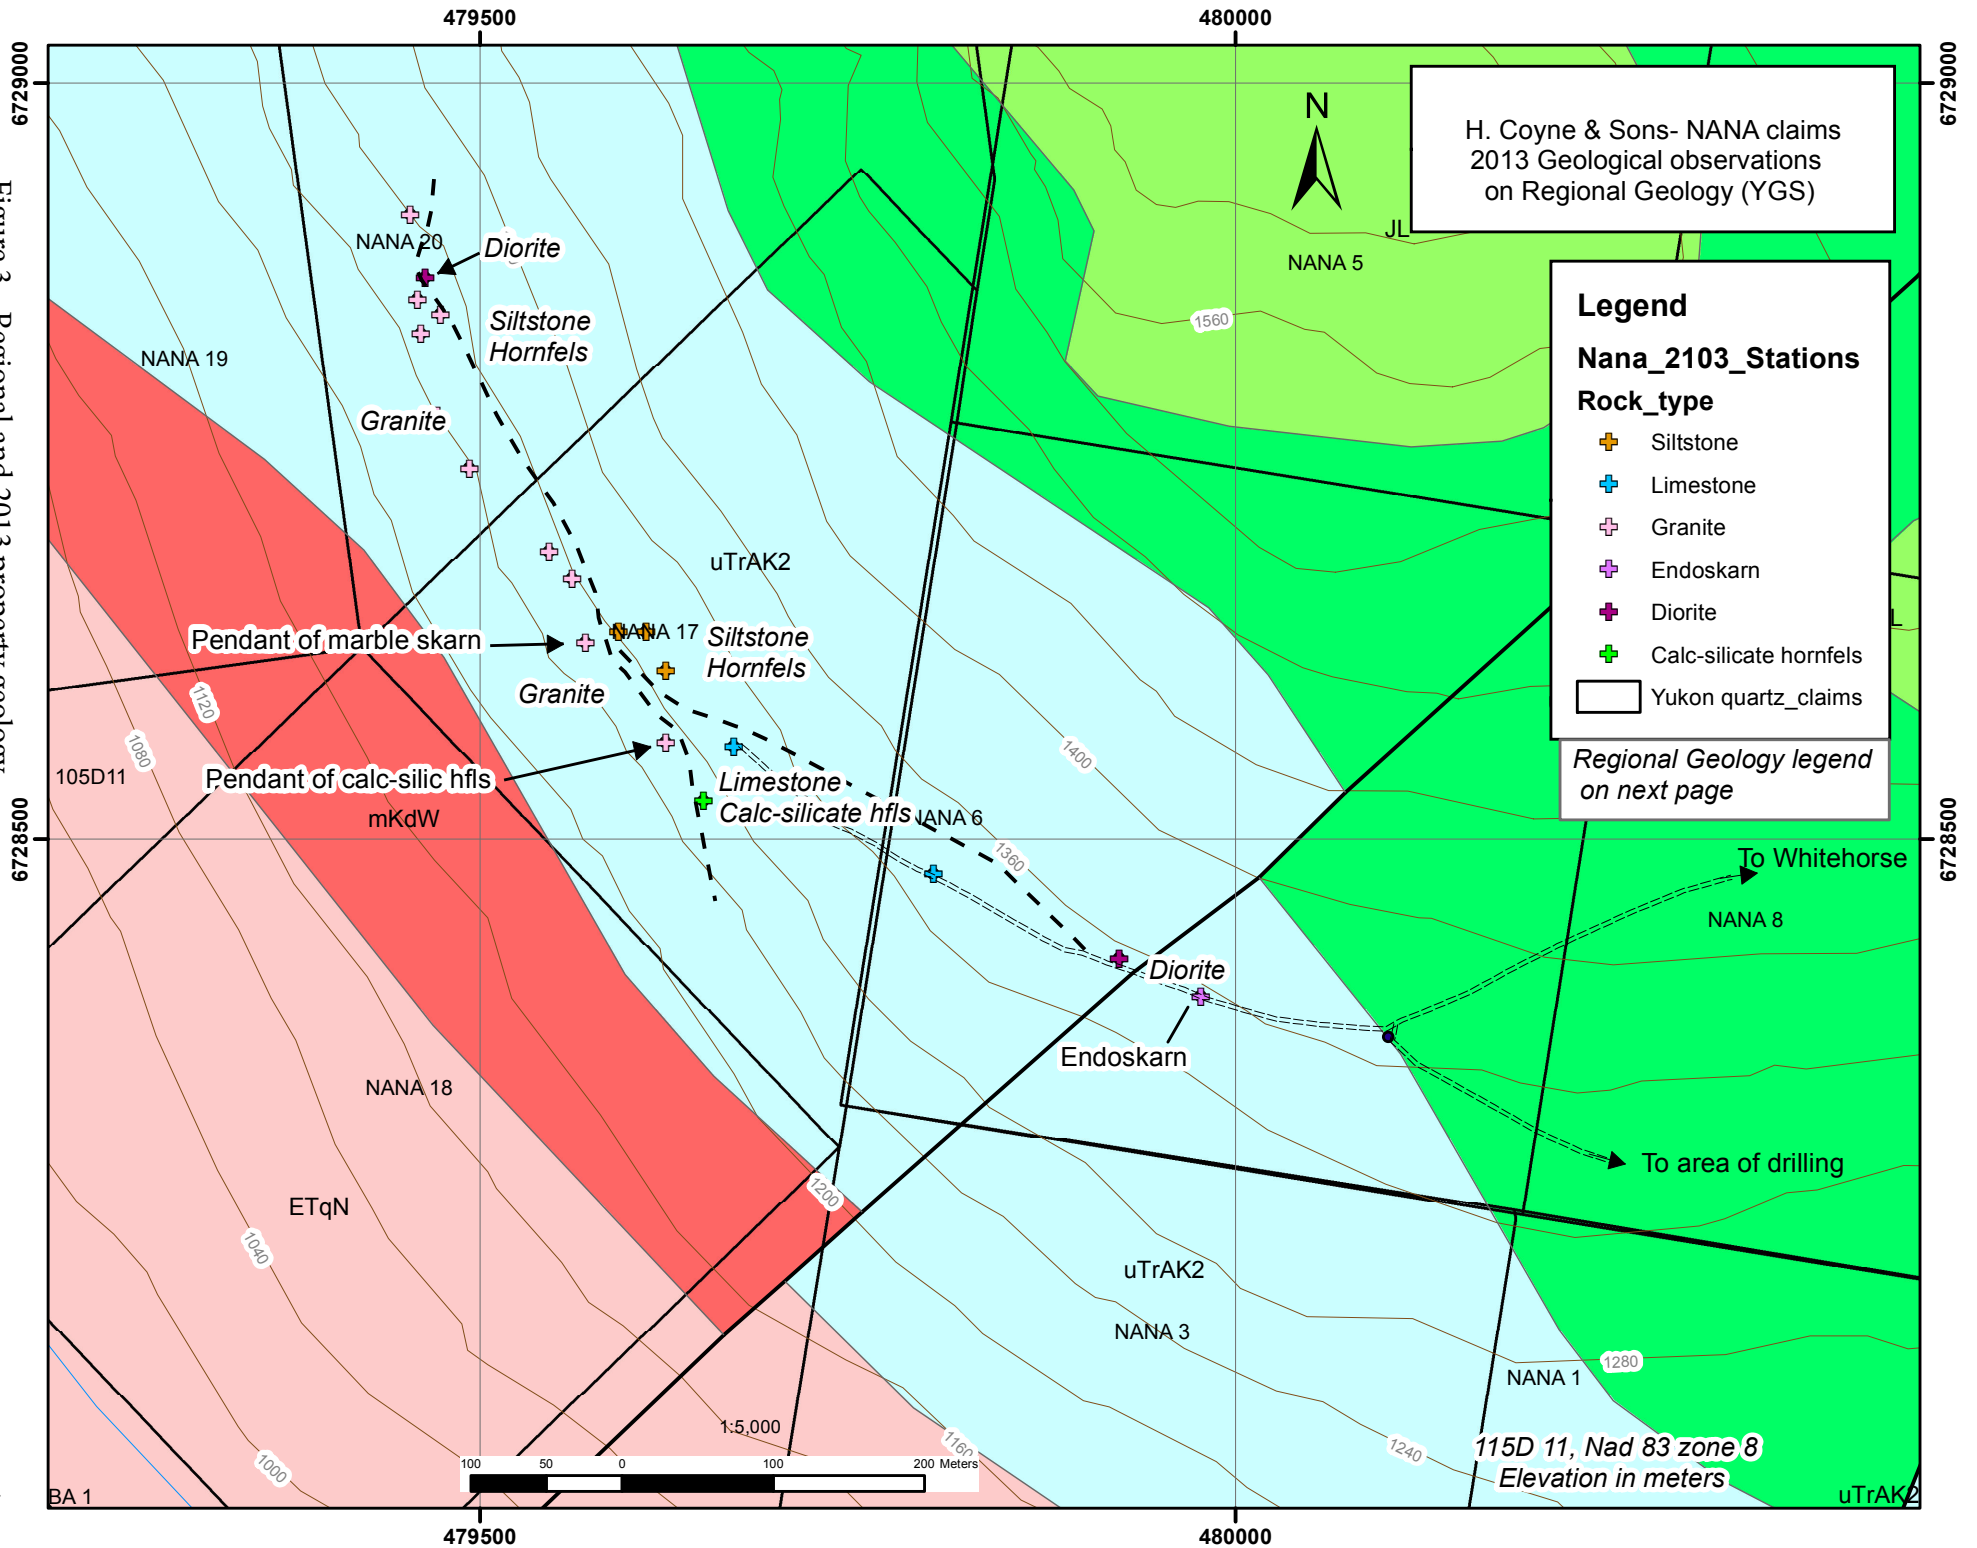 479500
480000
6729000
6729000
H. Coyne & Sons- NANA claims
2013 Geological observations
on Regional Geology (YGS)
N
JL
NANA 5
NANA 20
Diorite
Siltstone
Hornfels
1560
NANA 19
Granite
Legend
Nana_2103_Stations
Rock_type
Siltstone
Limestone
Granite
Endoskarn
Diorite
Calc-silicate hornfels
Yukon quartz_claims
Regional Geology legend
on next page
uTrAK2
L
NANA 17
Pendant of marble skarn
Siltstone
Hornfels
Granite
1120
1080
1400
105D11
Pendant of calc-silic hfls
Limestone
Calc-silicate hfls
mKdW
NANA 6
1360
6728500
6728500
To Whitehorse
NANA 8
Diorite
Endoskarn
NANA 18
To area of drilling
1200
ETqN
1040
uTrAK2
NANA 3
1280
NANA 1
1:5,000
1160
1240
115D 11, Nad 83 zone 8
Elevation in meters
1000
100 50 0 100 200 Meters
BA 1
uTrAK2
479500
480000